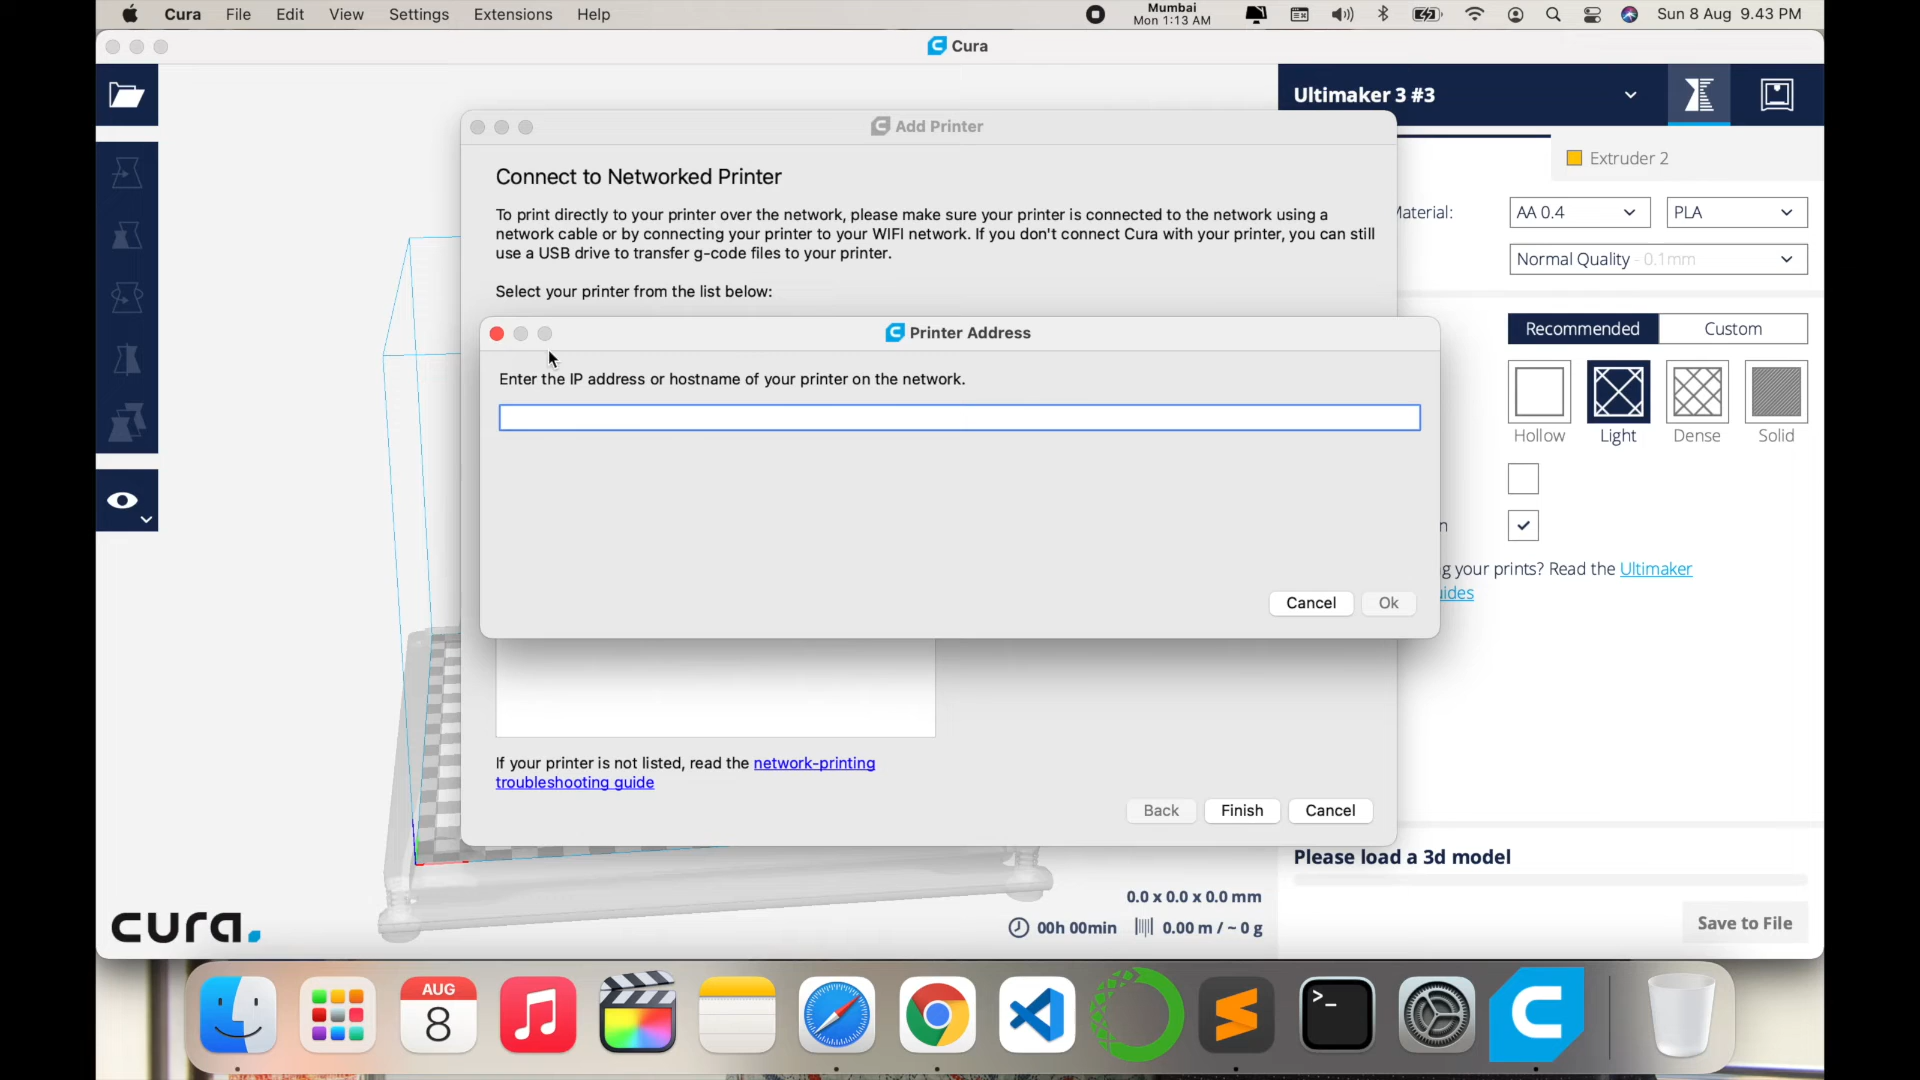 Cura File Edit View Settings Extensions Help
Mumbai
Mon 1:13 AM
Sun 8 Aug 9.43 PM
Cura
Ultimaker 3 #3
Add Printer
Extruder 2
Connect to Networked Printer
To print directly to your printer over the network, please make sure your printer is connected to the network using a
network cable or by connecting your printer to your WIFI network. If you don't connect Cura with your printer, you can still
use a USB drive to transfer g-code files to your printer.
Select your printer from the list below:
AA 0.4
PLA
Normal Quality - 0.1mm
Printer Address
Enter the IP address or hostname of your printer on the network.
Cancel
Ok
Recommended
Custom
Hollow
Light
Dense
Solid
g your prints? Read the Ultimaker
If your printer is not listed, read the network-printing
troubleshooting guide
Back
Finish
Cancel
Please load a 3d model
0.0 x 0.0 x 0.0 mm
00h 00min
0.00 m / ~ 0 g
Save to File
cura.
AUG
8